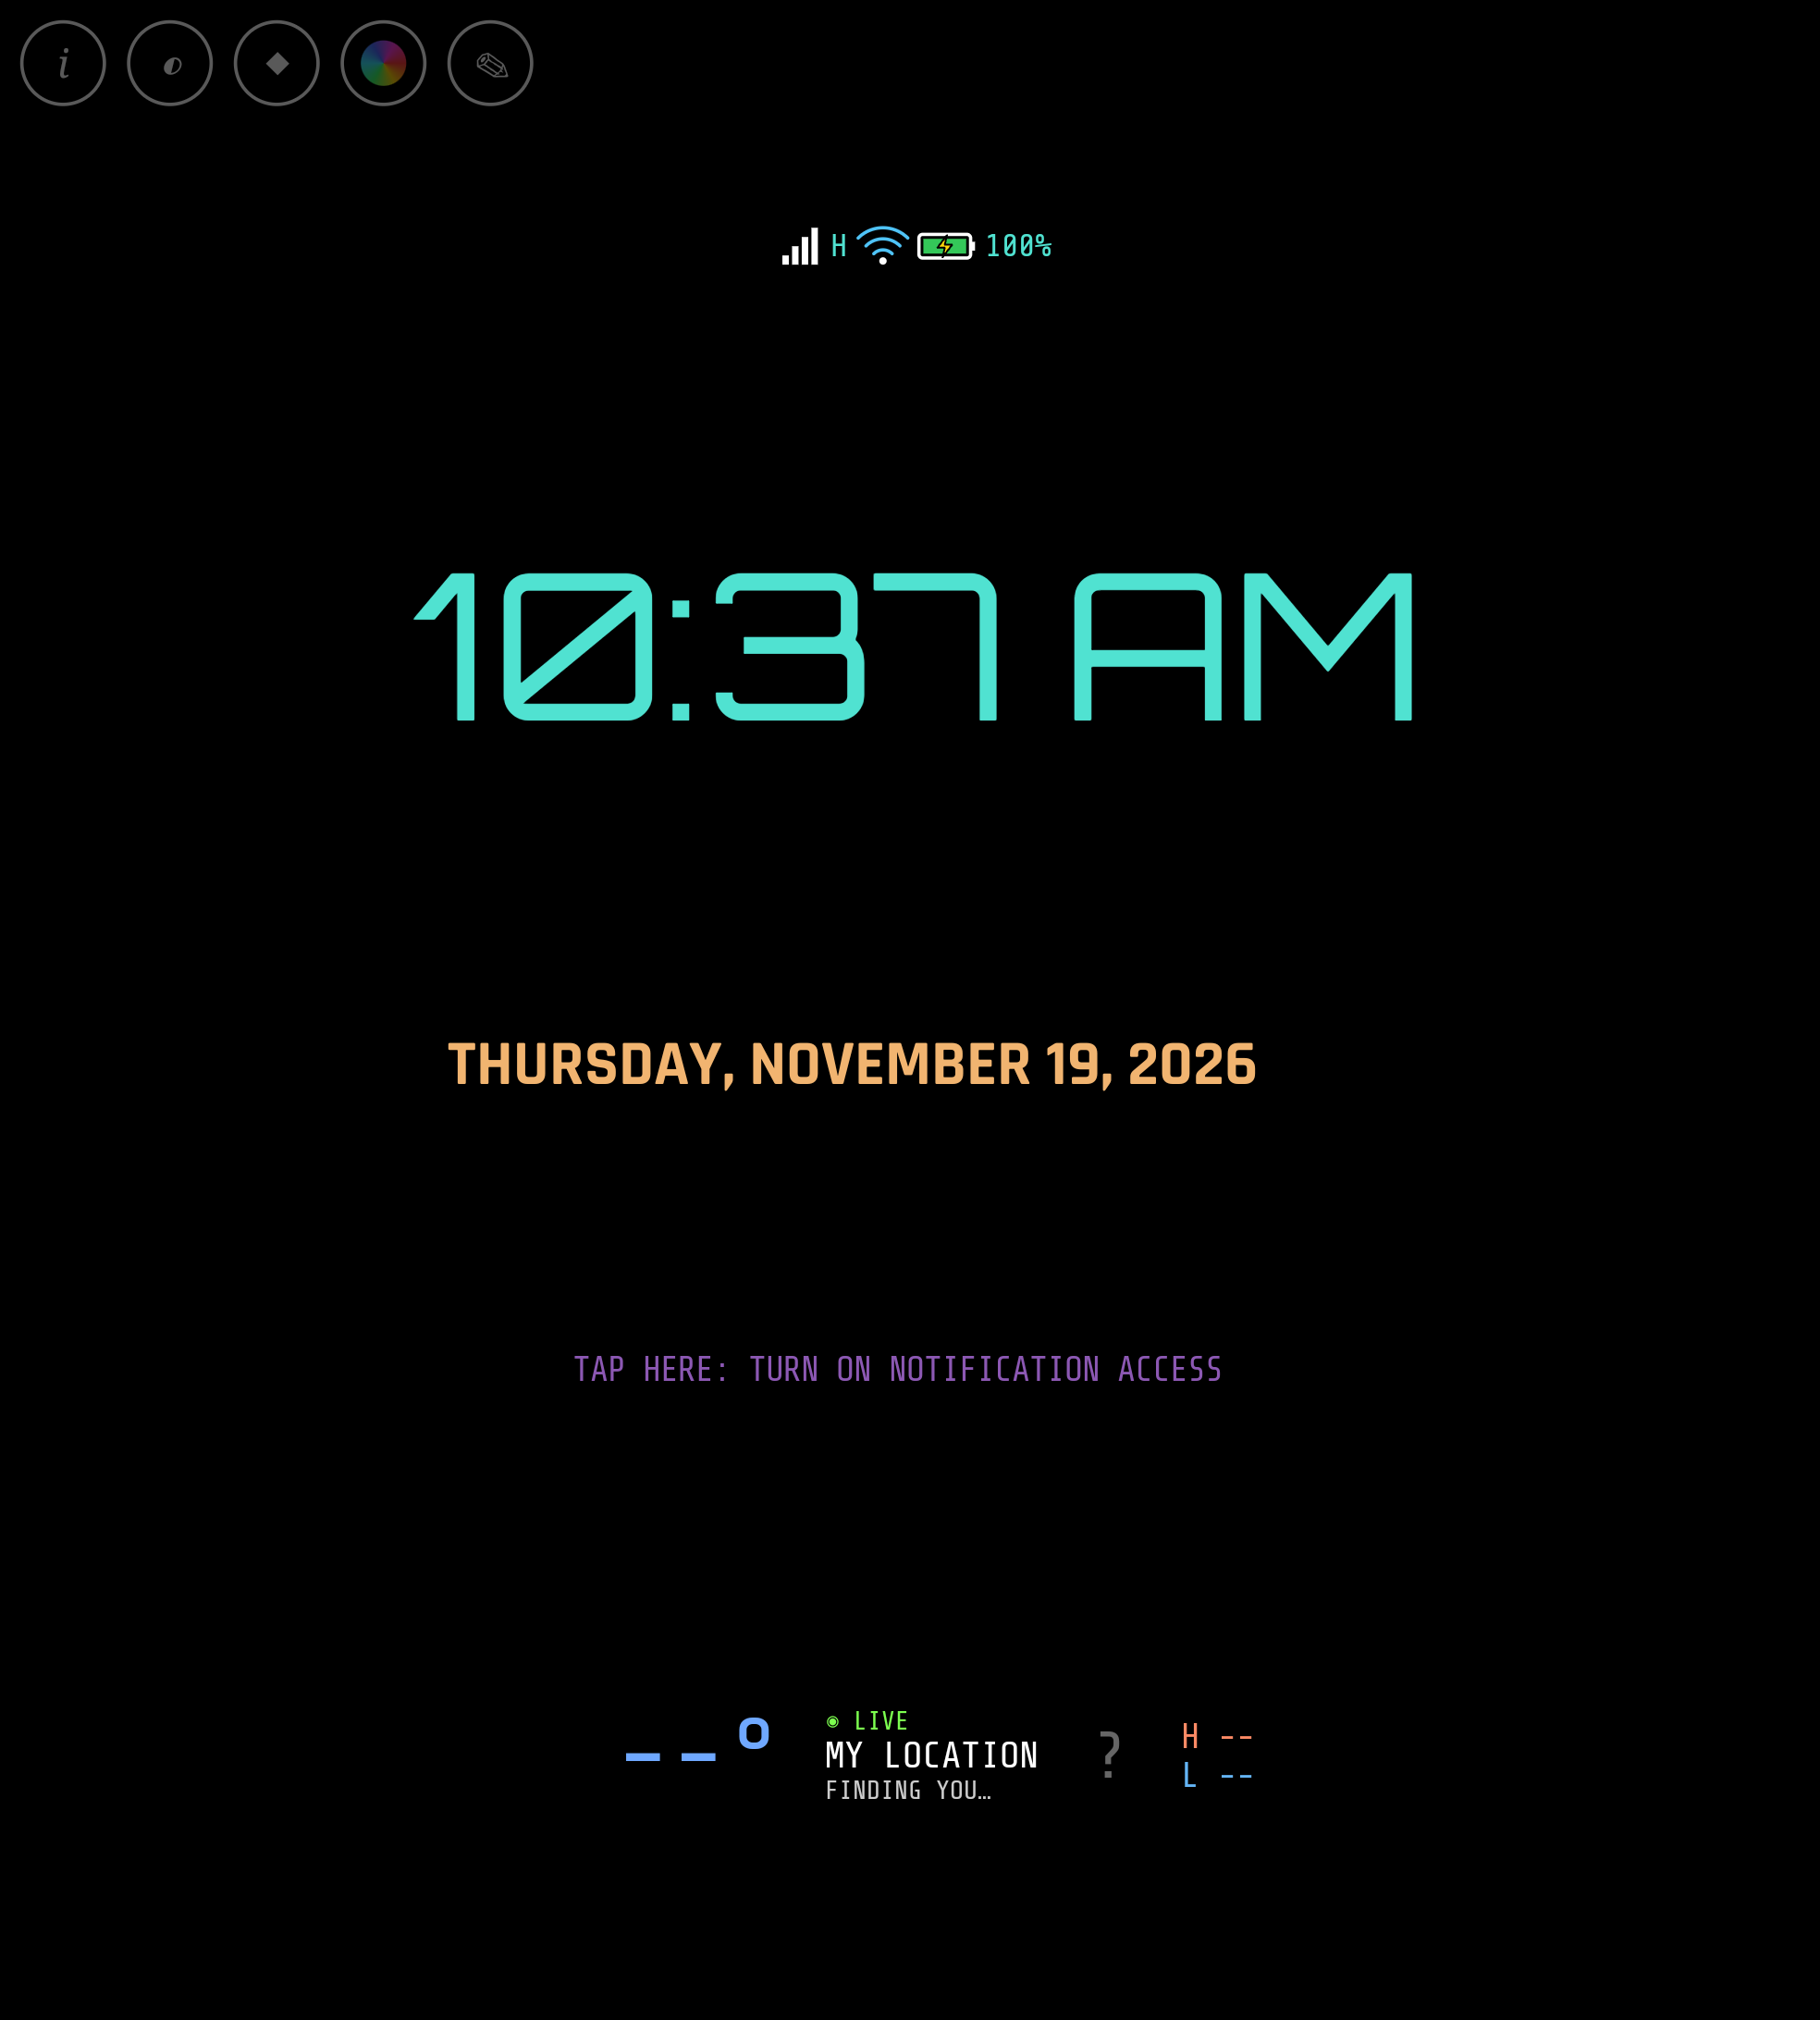 i
H 100%
10:37 AM
THURSDAY, NOVEMBER 19, 2026
TAP HERE: TURN ON NOTIFICATION ACCESS
--°
◉ LIVE
MY LOCATION
FINDING YOU…
?
H --
L --